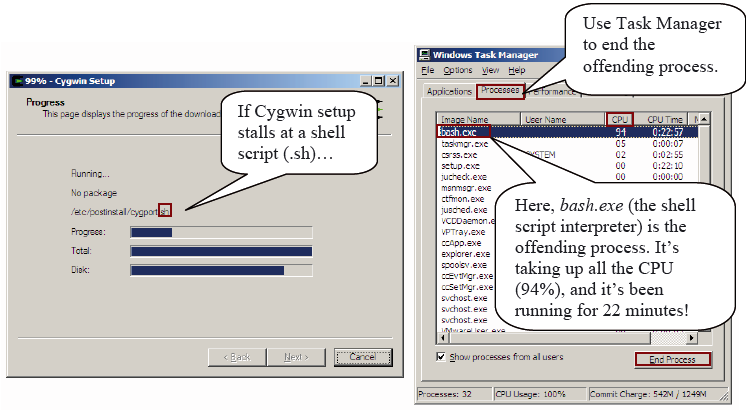 99% - Cygwin Setup
Progress
This page displays the progress of the download
If Cygwin setup
stalls at a shell
script (.sh)…
Running...
No package
/etc/postinstall/cygport.sh
Progress:
Total:
Disk:
< Back
Next >
Cancel
Use Task Manager
to end the
offending process.
Windows Task Manager
File Options View Help
Applications Processes Performance
Image Name User Name CPU CPU Time
bash.exe 94 0:22:57
taskmgr.exe 05 0:00:07
csrss.exe SYSTEM 02 0:02:55
setup.exe 00 0:22:10
jucheck.exe 00 0:00:00
msnmsgr.exe
ctfmon.exe
jusched.exe
VCDDaemon.e
VPTray.exe
ccApp.exe
explorer.exe
spoolsv.exe
ccEvtMgr.exe
ccSetMgr.exe
svchost.exe
svchost.exe
svchost.exe
VMwareUser.exe
Here, bash.exe (the shell
script interpreter) is the
offending process. It’s
taking up all the CPU
(94%), and it’s been
running for 22 minutes!
Show processes from all users
End Process
Processes: 32 CPU Usage: 100% Commit Charge: 542M / 1249M